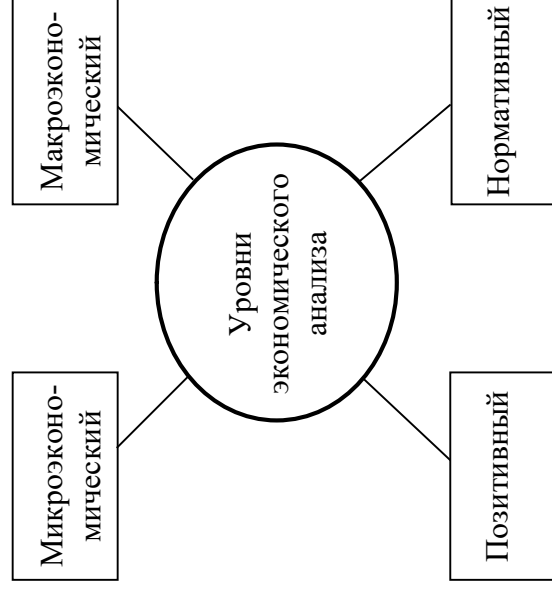 Микроэконо-
мический
Макроэконо-
мический
Уровни
экономического
анализа
Позитивный
Нормативный